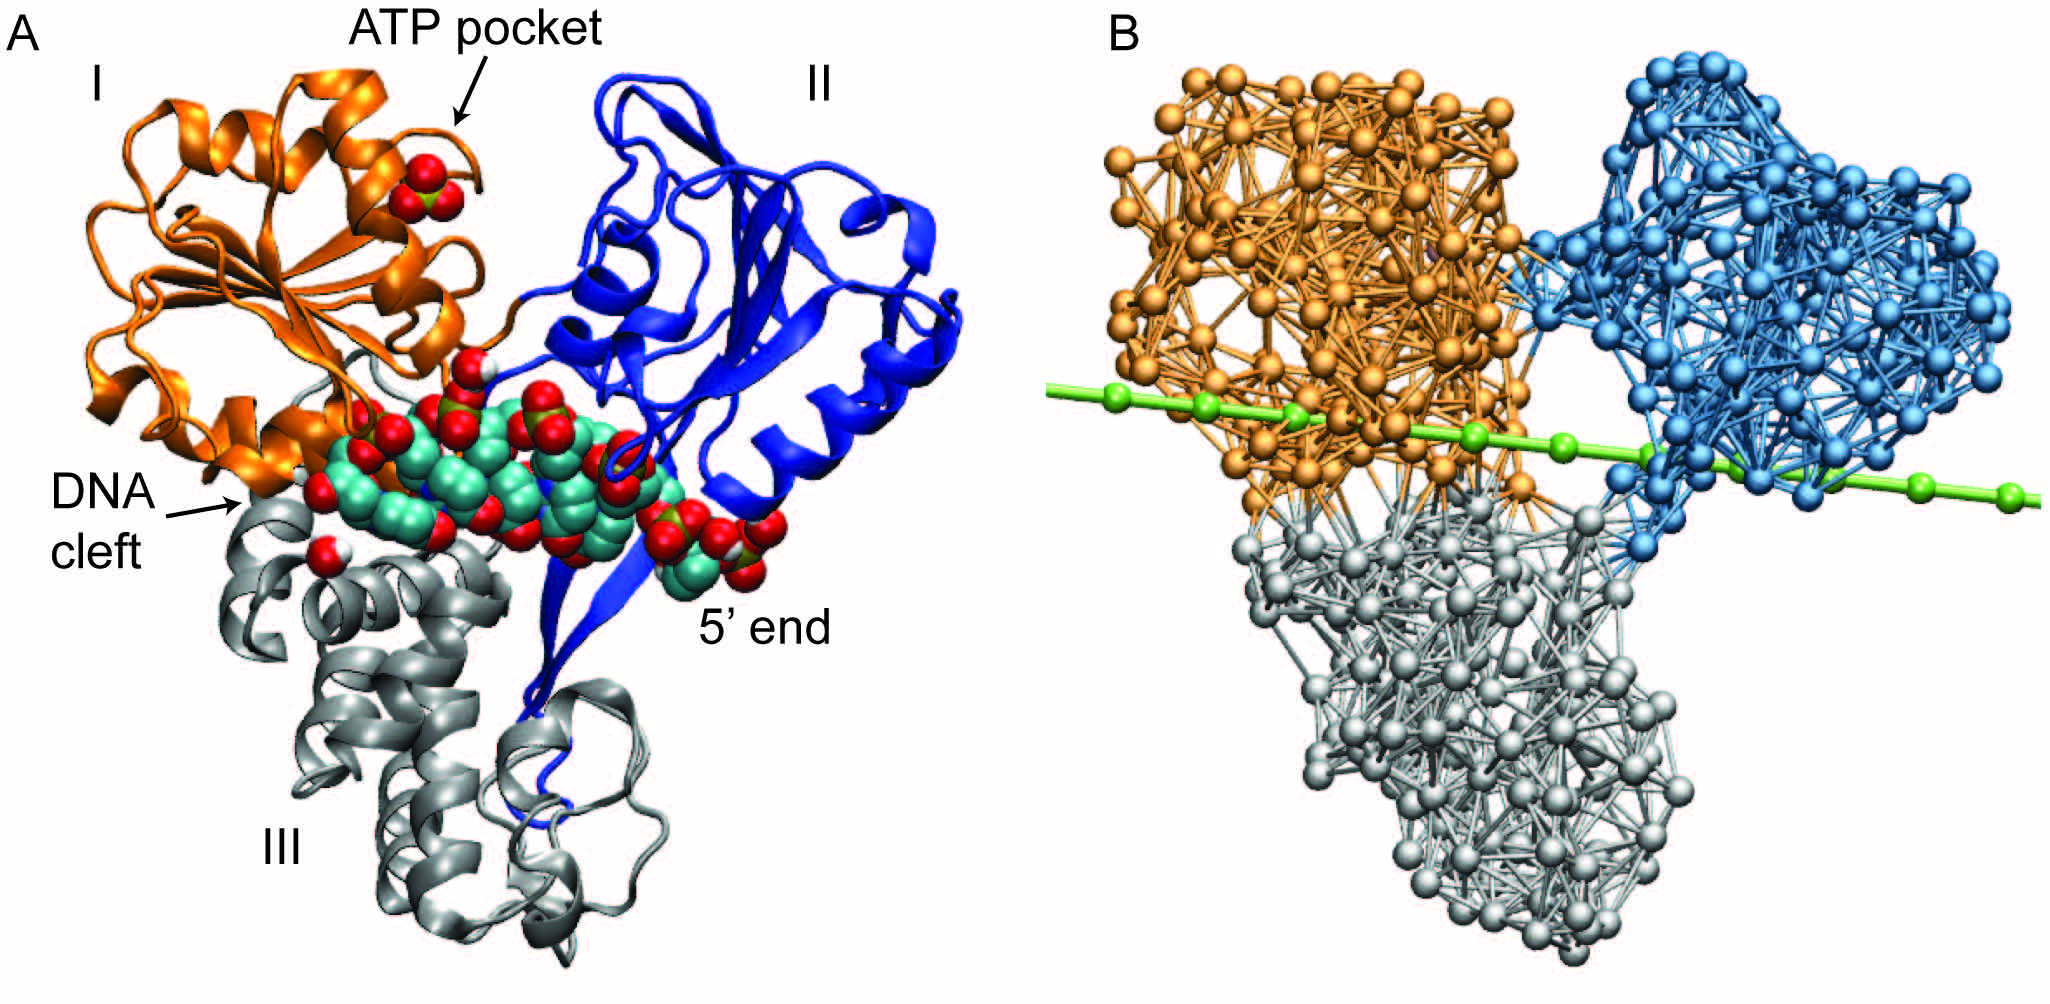 A
ATP pocket
I
II
DNA
cleft
5’ end
III
B